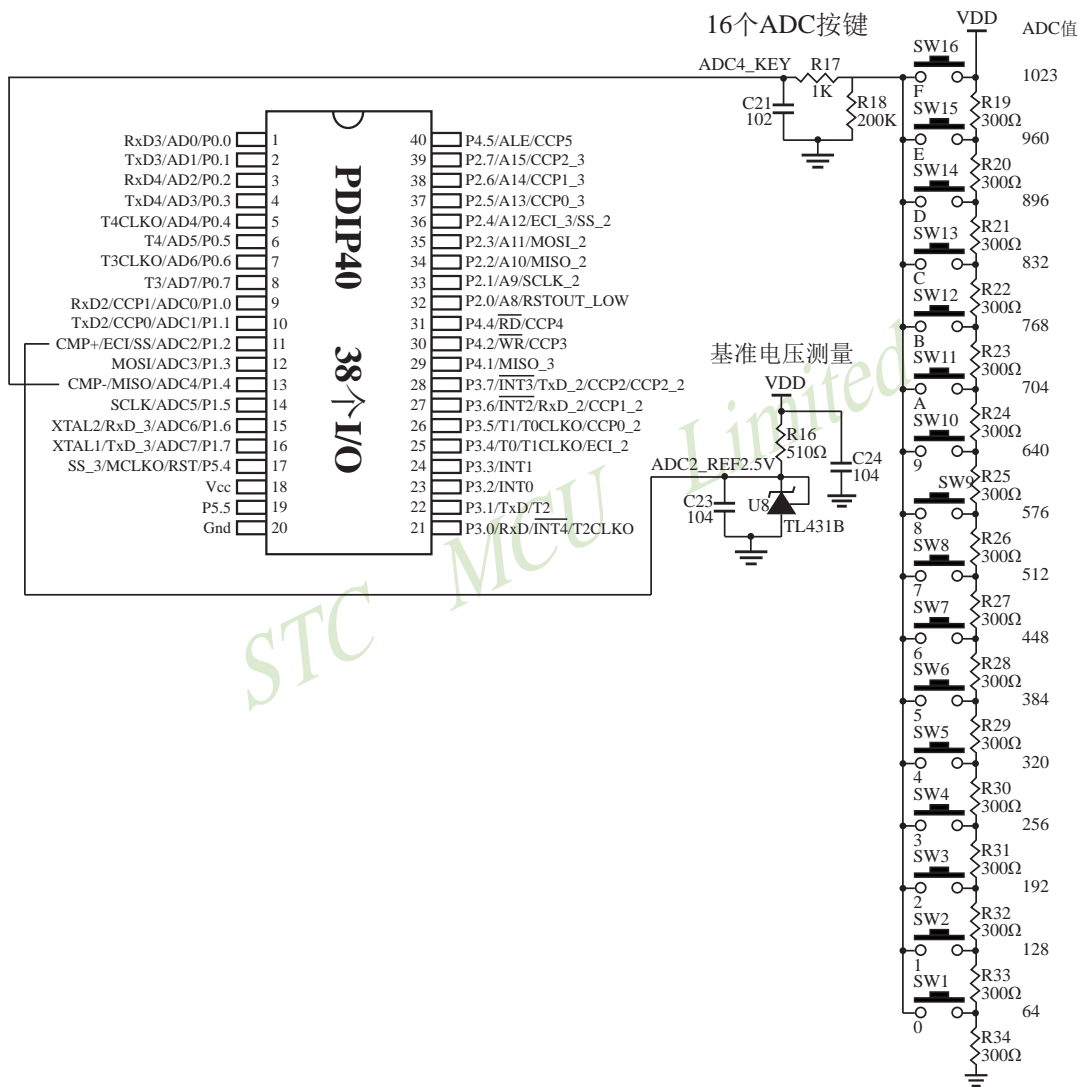 16个ADC按键
VDD
ADC值
SW16
ADC4_KEY
R17
1K
F
1023
C21
102
R18
200K
SW15
R19
300Ω
RxD3/AD0/P0.0
1
40
P4.5/ALE/CCP5
E
960
TxD3/AD1/P0.1
2
39
P2.7/A15/CCP2_3
SW14
R20
300Ω
RxD4/AD2/P0.2
3
38
P2.6/A14/CCP1_3
TxD4/AD3/P0.3
4
37
P2.5/A13/CCP0_3
D
896
T4CLKO/AD4/P0.4
5
36
P2.4/A12/ECI_3/SS_2
SW13
R21
300Ω
T4/AD5/P0.5
6
35
P2.3/A11/MOSI_2
T3CLKO/AD6/P0.6
7
34
P2.2/A10/MISO_2
C
832
T3/AD7/P0.7
8
33
P2.1/A9/SCLK_2
SW12
R22
300Ω
RxD2/CCP1/ADC0/P1.0
9
32
P2.0/A8/RSTOUT_LOW
TxD2/CCP0/ADC1/P1.1
10
31
P4.4/RD/CCP4
B
768
CMP+/ECI/SS/ADC2/P1.2
11
30
P4.2/WR/CCP3
SW11
R23
300Ω
MOSI/ADC3/P1.3
12
29
P4.1/MISO_3
CMP-/MISO/ADC4/P1.4
13
28
P3.7/INT3/TxD_2/CCP2/CCP2_2
A
704
SCLK/ADC5/P1.5
14
27
P3.6/INT2/RxD_2/CCP1_2
SW10
R24
300Ω
XTAL2/RxD_3/ADC6/P1.6
15
26
P3.5/T1/T0CLKO/CCP0_2
XTAL1/TxD_3/ADC7/P1.7
16
25
P3.4/T0/T1CLKO/ECI_2
9
640
SS_3/MCLKO/RST/P5.4
17
24
P3.3/INT1
Vcc
18
23
P3.2/INT0
P5.5
19
22
P3.1/TxD/T2
Gnd
20
21
P3.0/RxD/INT4/T2CLKO
PDIP40
38个I/O
基准电压测量
VDD
R16
510Ω
ADC2_REF2.5V
C24
104
C23
104
U8
TL431B
SW9
R25
300Ω
8
576
SW8
R26
300Ω
7
512
SW7
R27
300Ω
6
448
SW6
R28
300Ω
5
384
SW5
R29
300Ω
4
320
SW4
R30
300Ω
3
256
SW3
R31
300Ω
2
192
SW2
R32
300Ω
1
128
SW1
R33
300Ω
0
64
R34
300Ω
STC MCU Limited